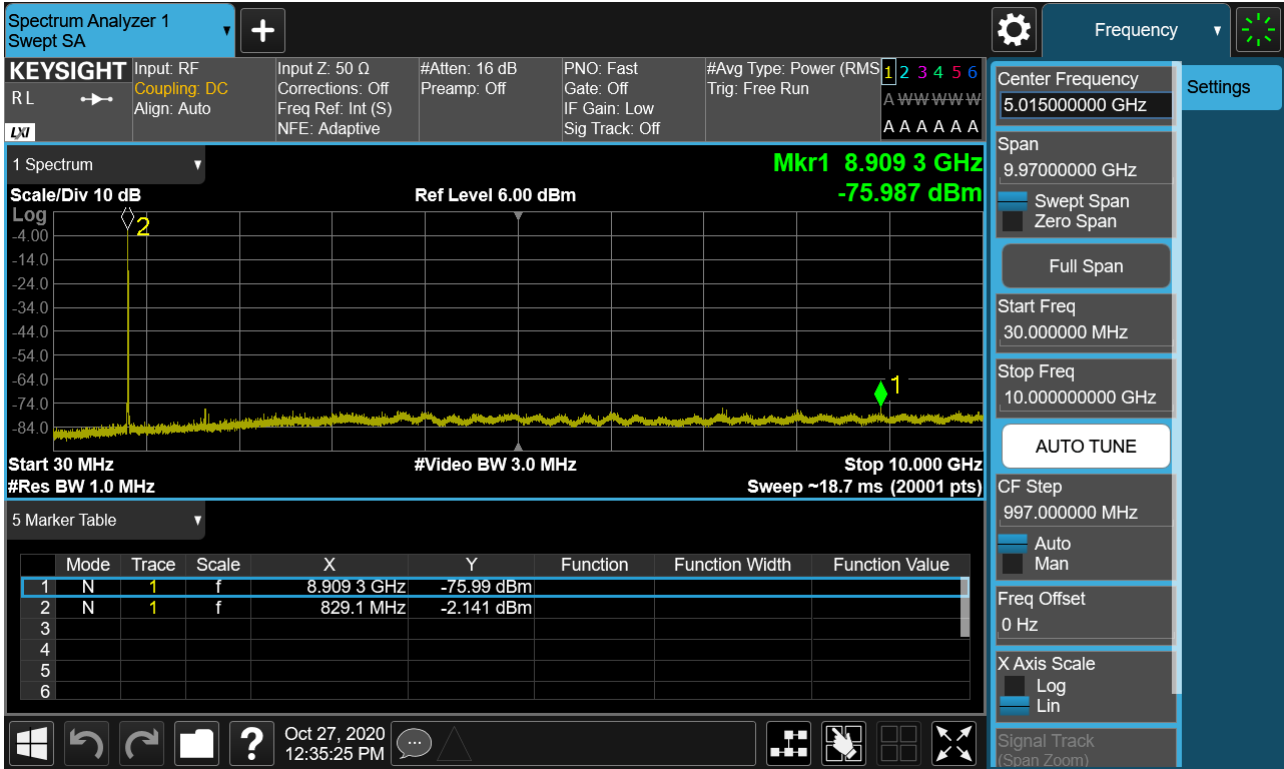 Spectrum Analyzer 1
Swept SA
+
Frequency
KEYSIGHT
R L
LXI
Input: RF
Coupling: DC
Align: Auto
Input Z: 50 Ω
Corrections: Off
Freq Ref: Int (S)
NFE: Adaptive
#Atten: 16 dB
Preamp: Off
PNO: Fast
Gate: Off
IF Gain: Low
Sig Track: Off
#Avg Type: Power (RMS
Trig: Free Run
1 2 3 4 5 6
A W W W W W
A A A A A A
1 Spectrum
Mkr1 8.909 3 GHz
-75.987 dBm
Scale/Div 10 dB
Ref Level 6.00 dBm
Log
2
-4.00
-14.0
-24.0
-34.0
-44.0
-54.0
-64.0
1
-74.0
-84.0
Start 30 MHz
#Video BW 3.0 MHz
Stop 10.000 GHz
#Res BW 1.0 MHz
Sweep ~18.7 ms (20001 pts)
5 Marker Table
Mode Trace Scale X Y Function Function Width Function Value
1 N 1 f 8.909 3 GHz -75.99 dBm
2 N 1 f 829.1 MHz -2.141 dBm
3
4
5
6
?
Oct 27, 2020
12:35:25 PM
Center Frequency
5.015000000 GHz
Settings
Span
9.97000000 GHz
Swept Span
Zero Span
Full Span
Start Freq
30.000000 MHz
Stop Freq
10.000000000 GHz
AUTO TUNE
CF Step
997.000000 MHz
Auto
Man
Freq Offset
0 Hz
X Axis Scale
Log
Lin
Signal Track
(Span Zoom)